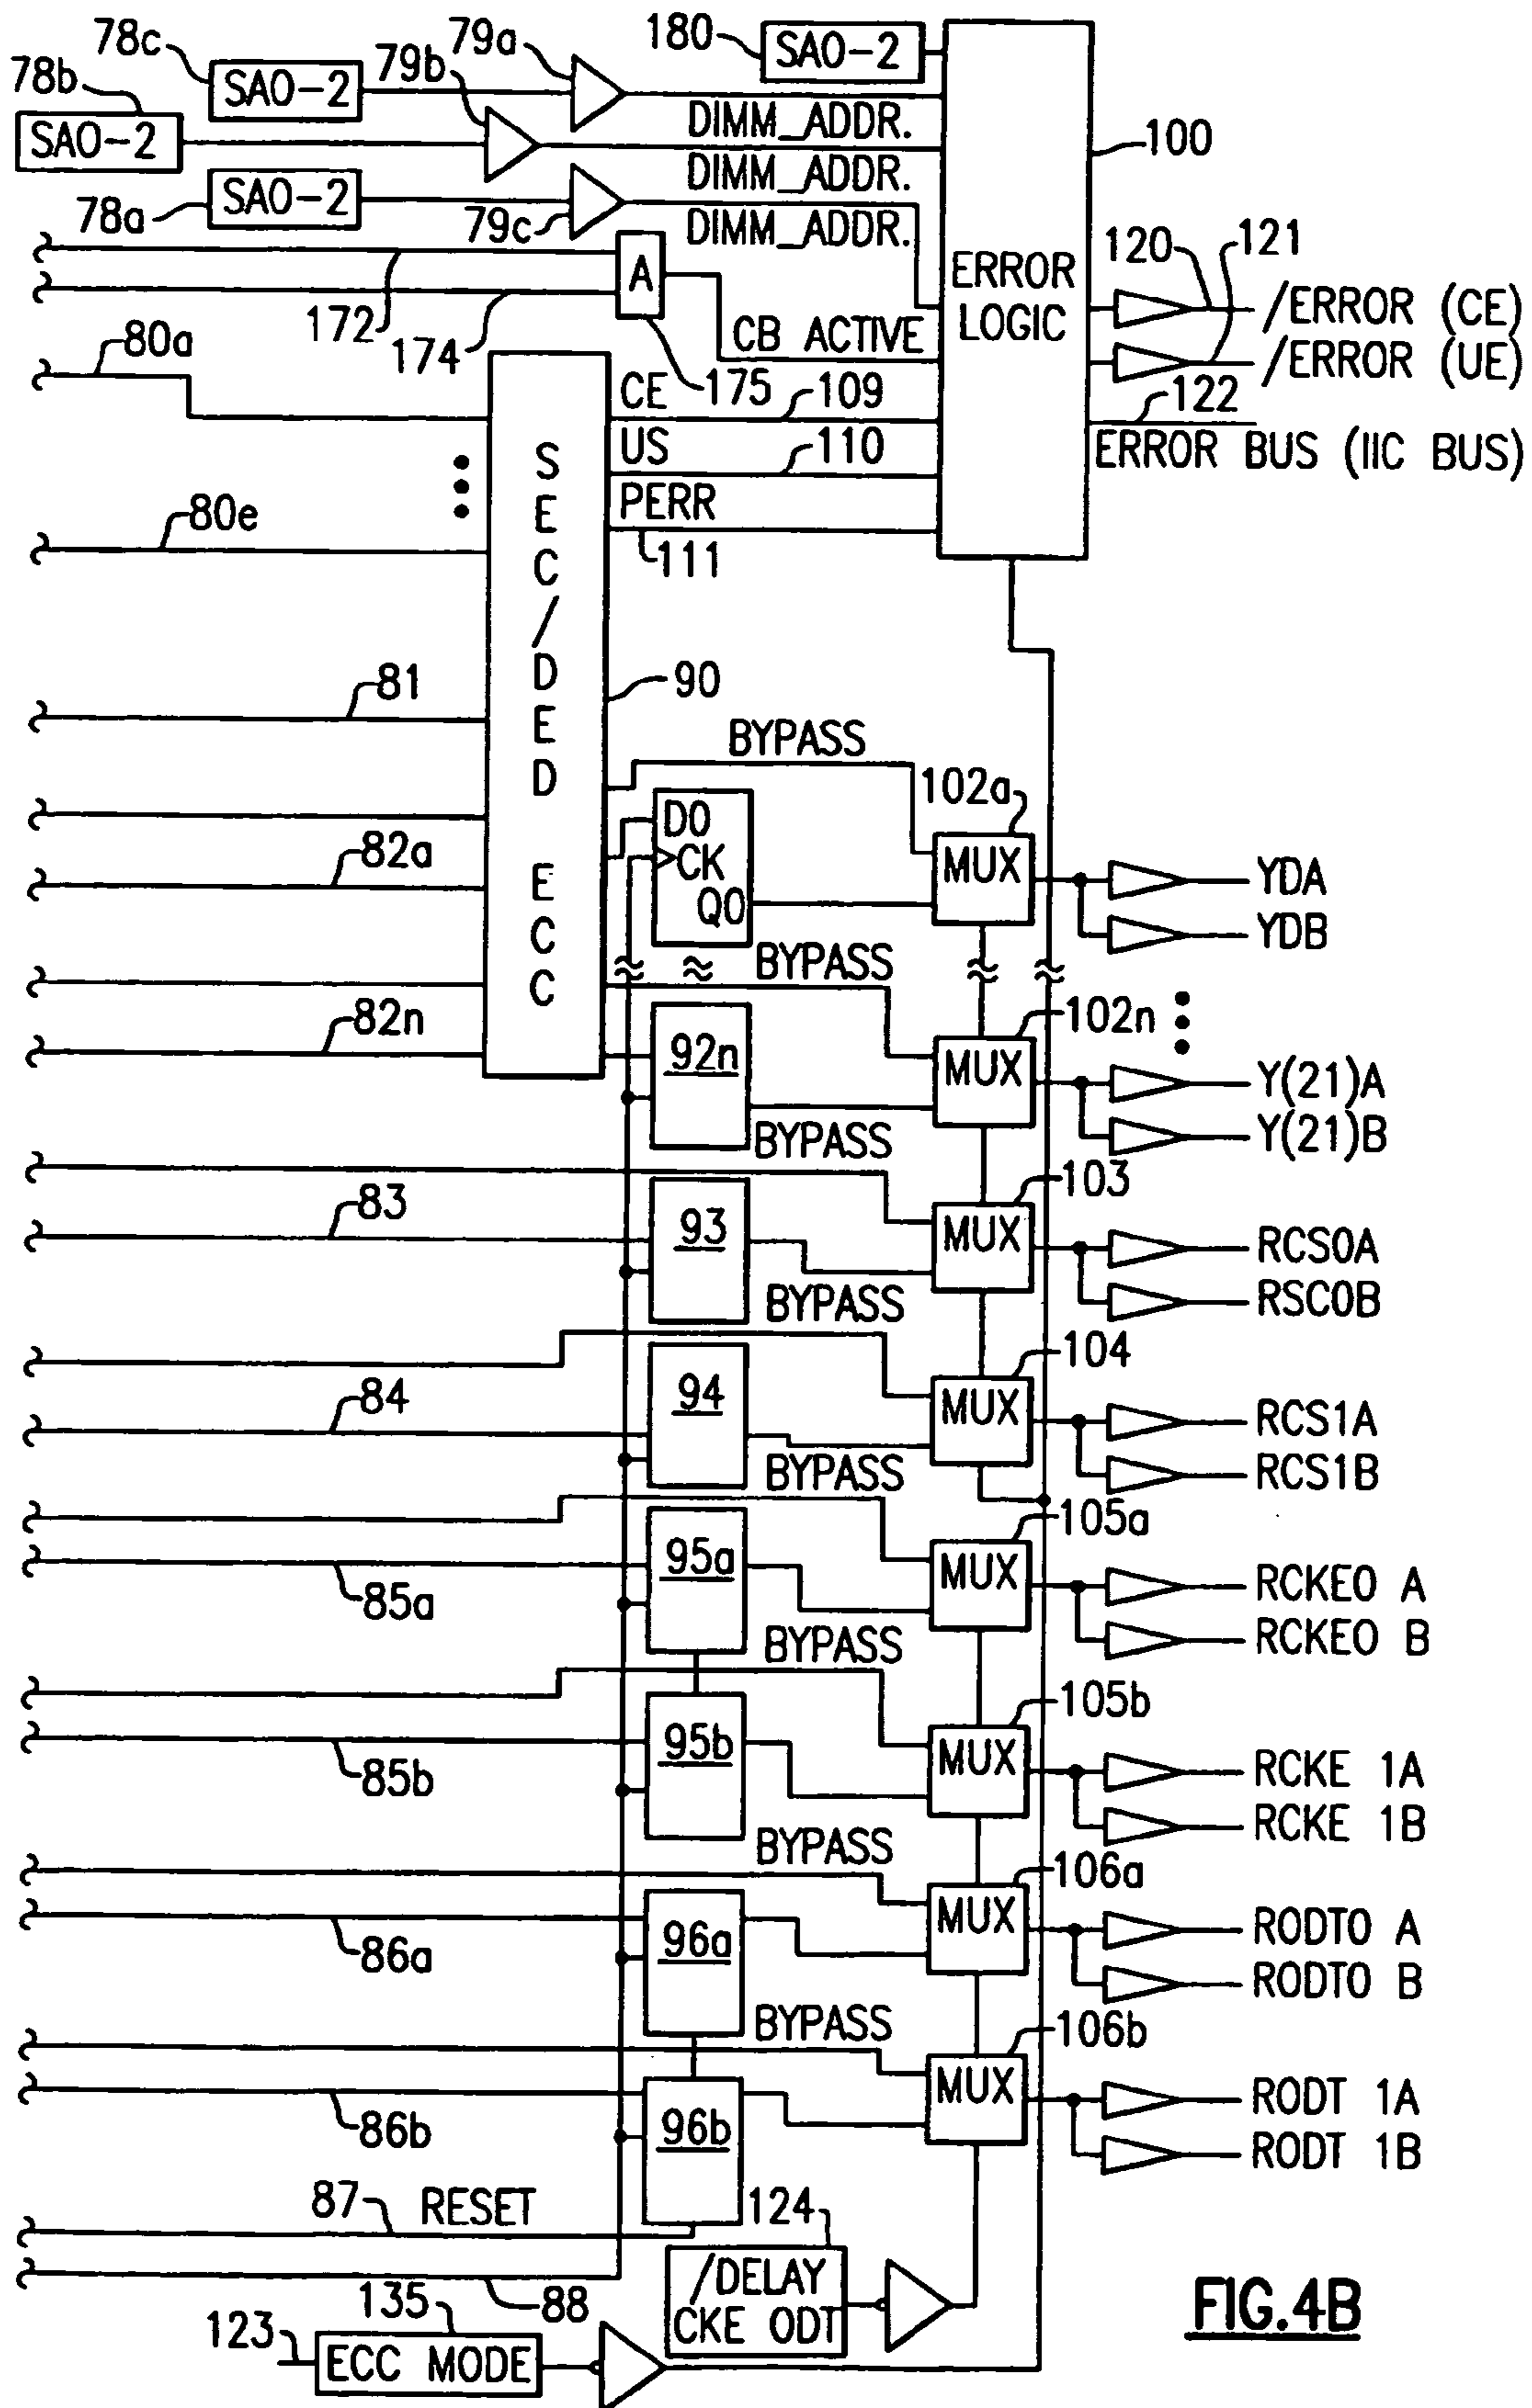 78c
79a
180
SAO-2
78b
79b
SAO-2
SAO-2
DIMM_ADDR.
100
DIMM_ADDR.
78a
SAO-2
79c
DIMM_ADDR.
A
ERROR
LOGIC
120
121
/ERROR (CE)
172
174
CB ACTIVE
/ERROR (UE)
80a
175
CE
109
122
US
110
ERROR BUS (IIC BUS)
PERR
111
80e
SEC/DED ECC
81
90
BYPASS
102a
D0
CK
Q0
MUX
YDA
YDB
82a
BYPASS
82n
92n
102n
MUX
Y(21)A
Y(21)B
BYPASS
103
83
93
MUX
RCS0A
RSC0B
BYPASS
104
84
94
MUX
RCS1A
RCS1B
BYPASS
105a
95a
MUX
85a
RCKE0 A
RCKE0 B
BYPASS
105b
95b
MUX
85b
RCKE 1A
RCKE 1B
BYPASS
106a
96a
MUX
86a
RODT0 A
RODT0 B
BYPASS
106b
MUX
86b
96b
RODT 1A
RODT 1B
87
RESET
124
/DELAY
CKE ODT
88
135
123
ECC MODE
FIG.4B